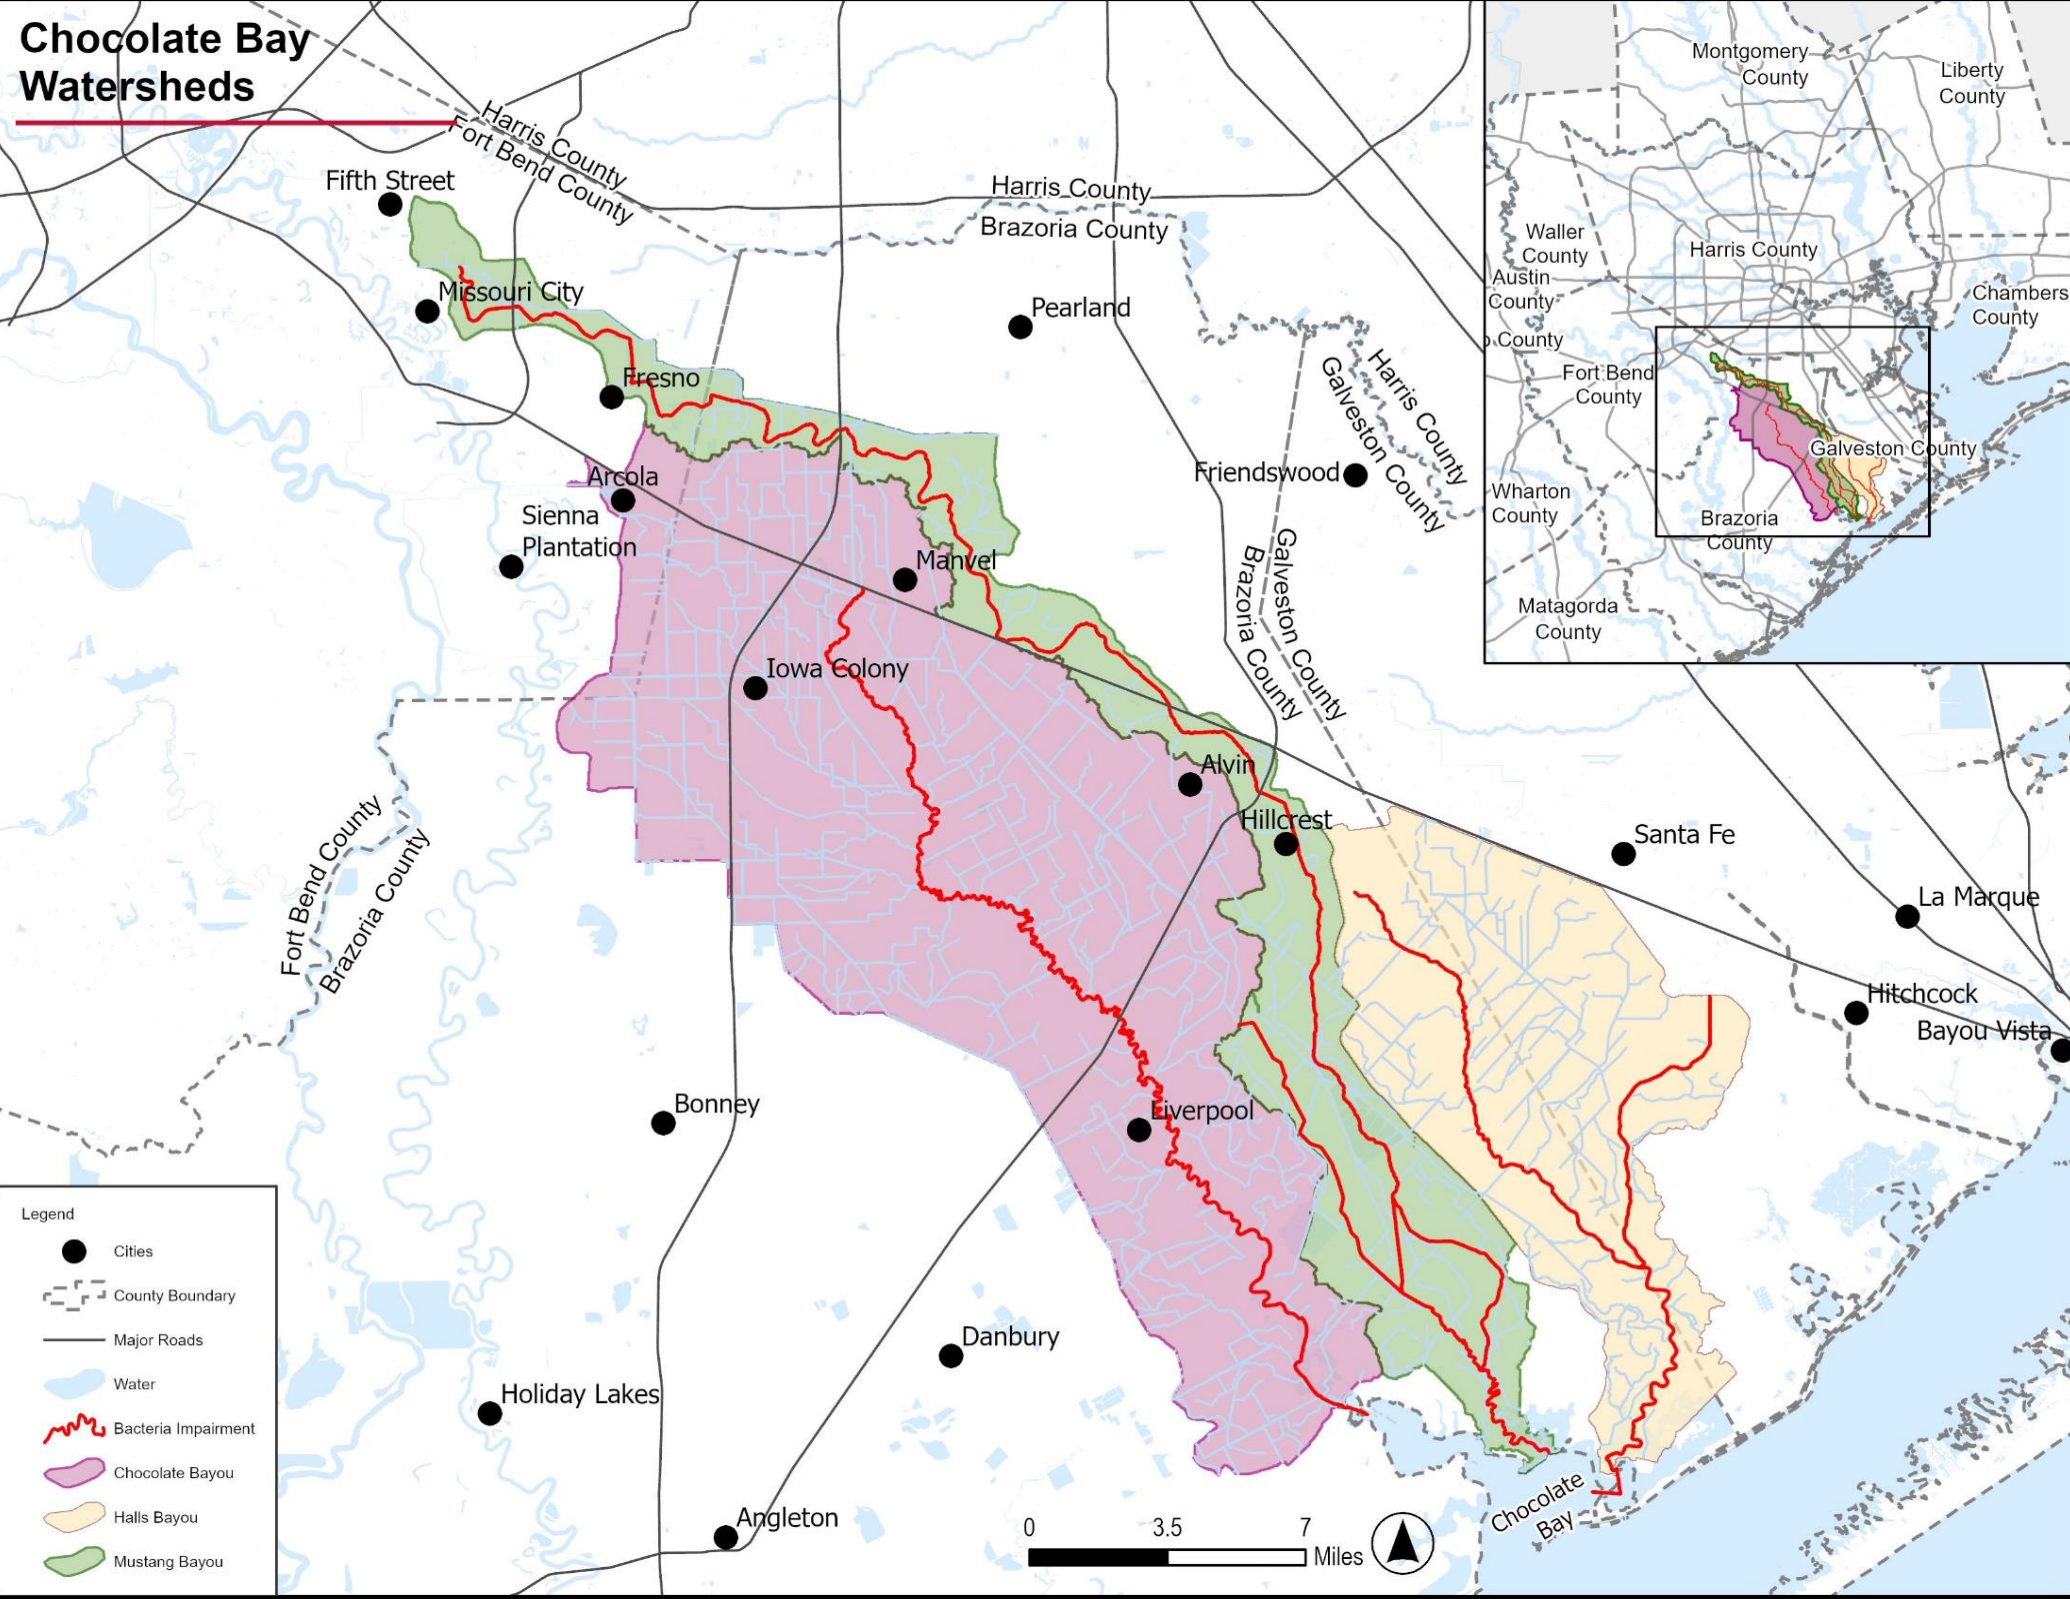 Chocolate Bay
Watersheds
Harris County
Fort Bend County
Fifth Street
Missouri City
Fresno
Harris County
Brazoria County
Pearland
Friendswood
Harris County
Galveston County
Arcola
Sienna
Plantation
Manvel
Iowa Colony
Galveston County
Brazoria County
Alvin
Hillcrest
Santa Fe
La Marque
Hitchcock
Bayou Vista
Fort Bend County
Brazoria County
Bonney
Liverpool
Danbury
Holiday Lakes
Angleton
Chocolate
Bay
Montgomery
County
Liberty
County
Waller
County
Harris County
Austin
County
Chambers
County
County
Fort Bend
County
Galveston County
Wharton
County
Brazoria
County
Matagorda
County
Legend
Cities
County Boundary
Major Roads
Water
Bacteria Impairment
Chocolate Bayou
Halls Bayou
Mustang Bayou
0 3.5 7
Miles